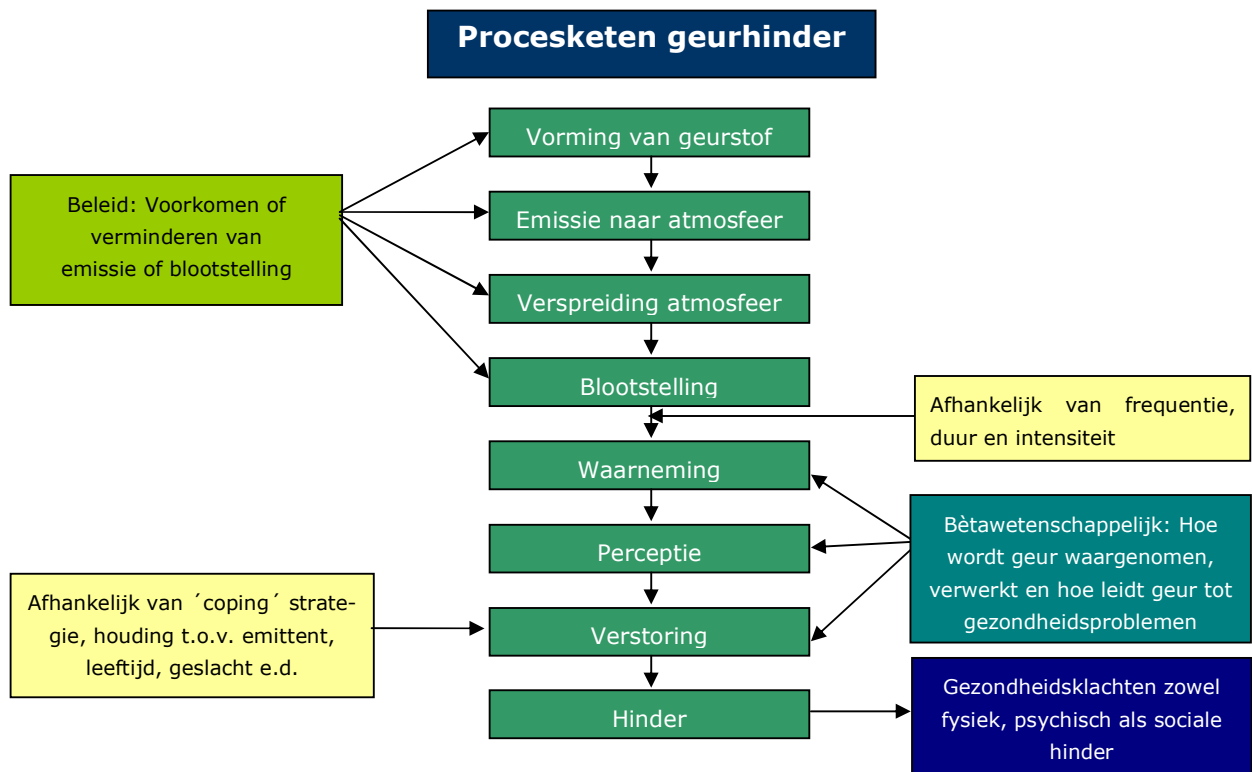 Procesketen geurhinder
Vorming van geurstof
Beleid: Voorkomen of
verminderen van
emissie of blootstelling
Emissie naar atmosfeer
Verspreiding atmosfeer
Blootstelling
Afhankelijk van frequentie,
duur en intensiteit
Waarneming
Bètawetenschappelijk: Hoe
wordt geur waargenomen,
verwerkt en hoe leidt geur tot
gezondheidsproblemen
Perceptie
Afhankelijk van ´coping´ strate-
gie, houding t.o.v. emittent,
leeftijd, geslacht e.d.
Verstoring
Hinder
Gezondheidsklachten zowel
fysiek, psychisch als sociale
hinder